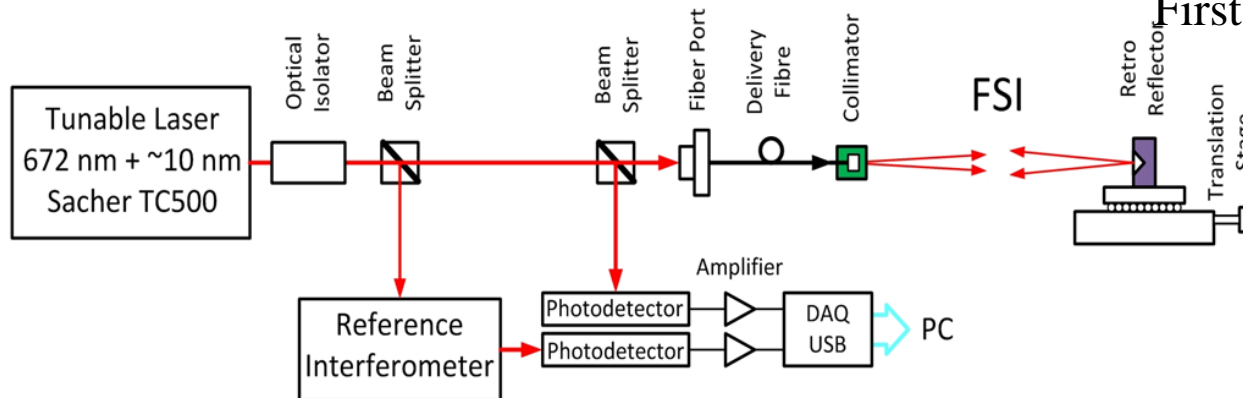 First
Optical
Isolator
Beam
Splitter
Beam
Splitter
Fiber Port
Delivery
Fibre
Collimator
FSI
Retro
Reflector
Translation
Stage
Tunable Laser
672 nm + ~10 nm
Sacher TC500
Amplifier
Photodetector
Photodetector
DAQ
USB
PC
Reference
Interferometer